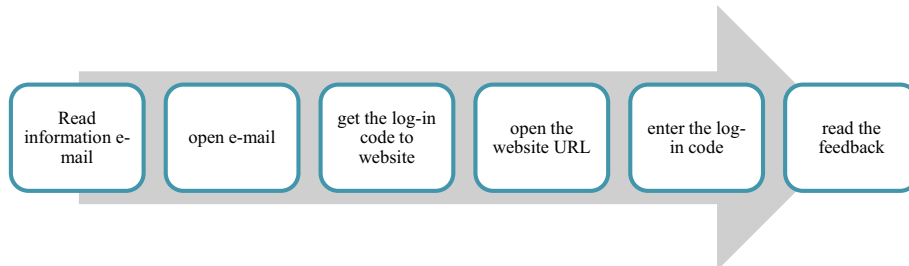 Read
information e-
mail
open e-mail
get the log-in
code to
website
open the
website URL
enter the log-
in code
read the
feedback